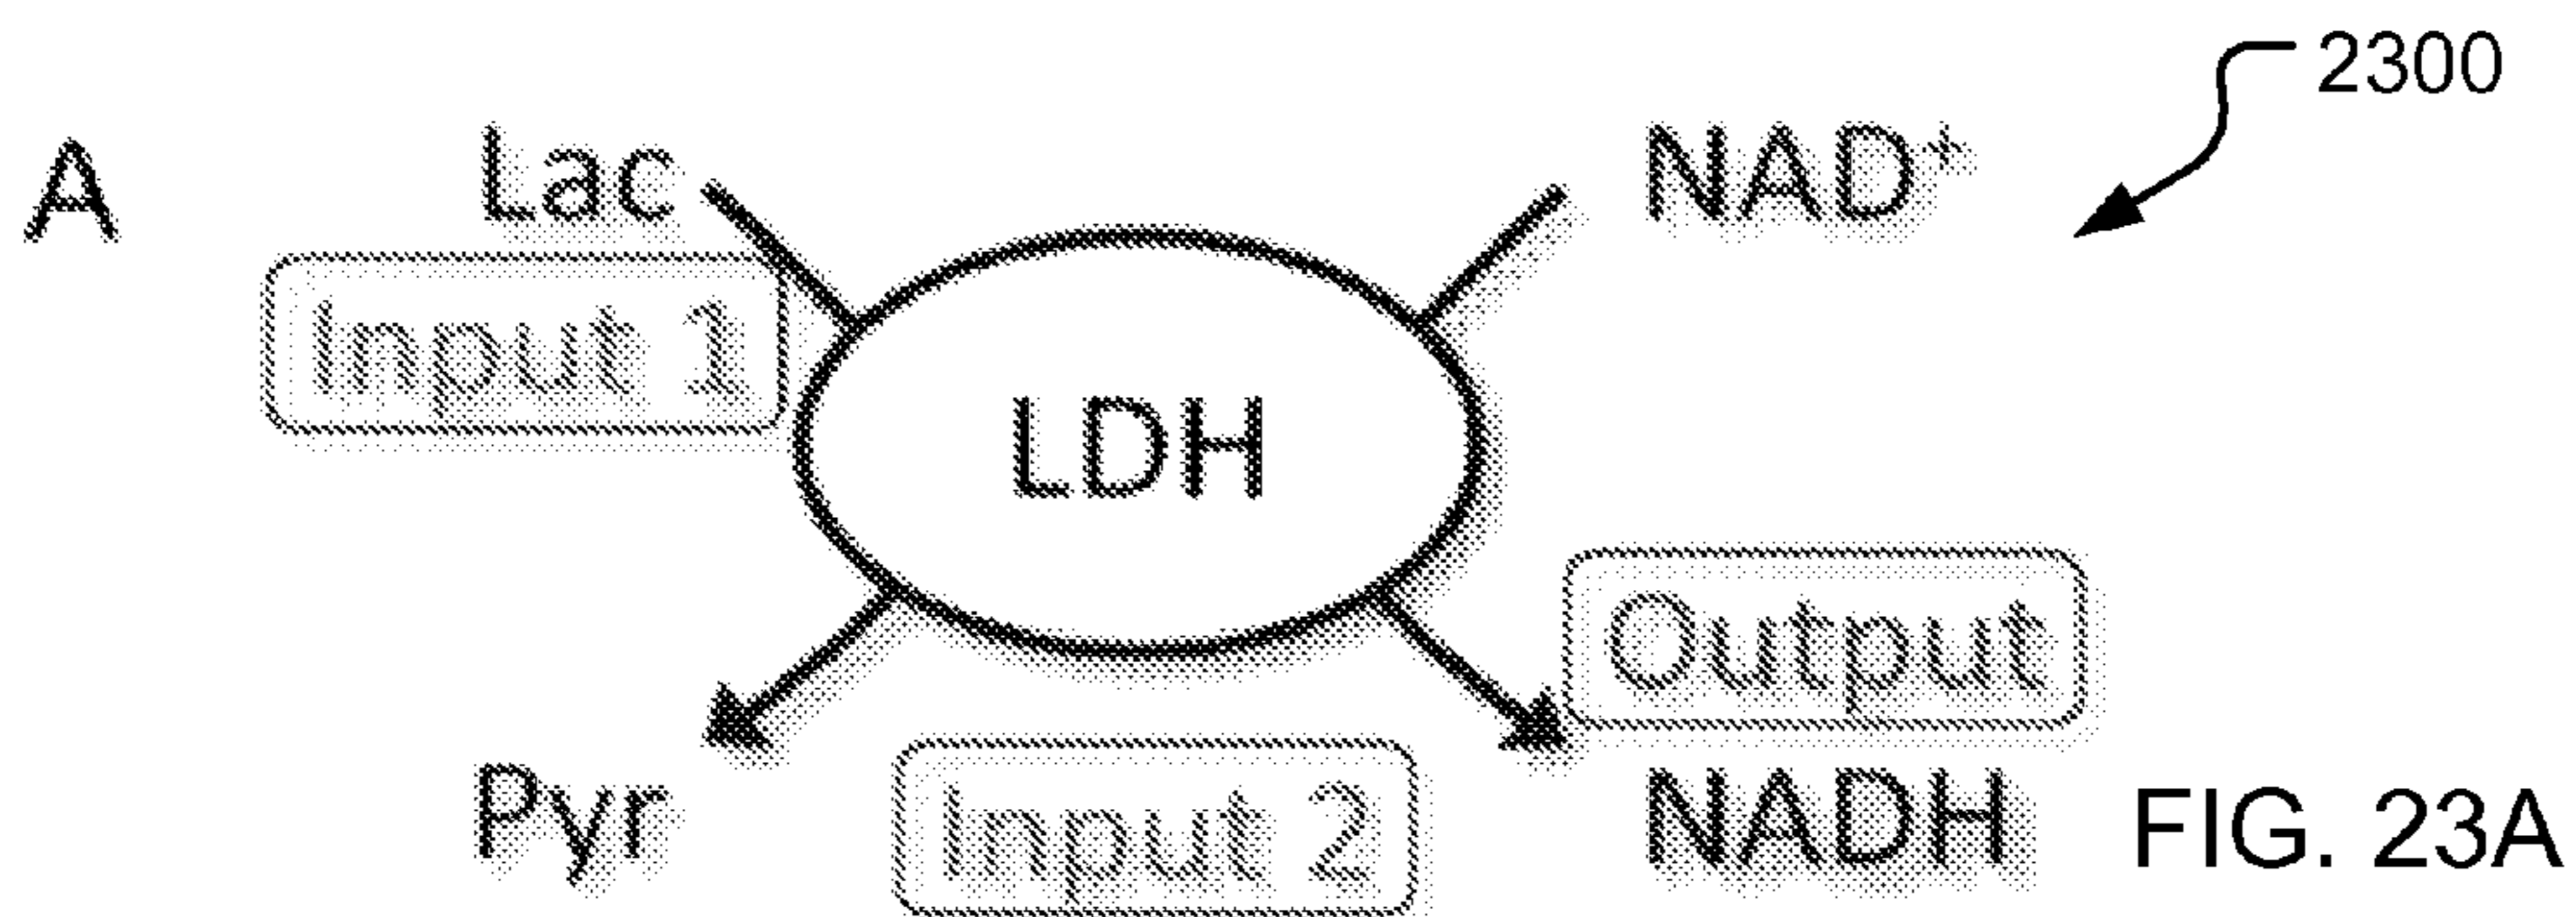 2300
A
Lac
NAD⁺
Input 1
LDH
Output
Pyr
Input 2
NADH
FIG. 23A